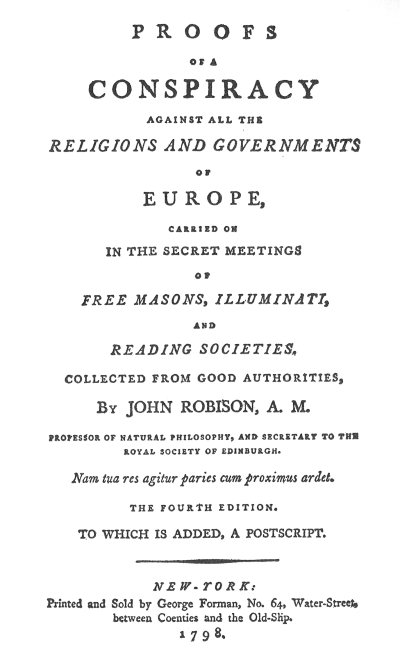 PROOFS
OF A
CONSPIRACY
AGAINST ALL THE
RELIGIONS AND GOVERNMENTS
OF
EUROPE,
CARRIED ON
IN THE SECRET MEETINGS
OF
FREE MASONS, ILLUMINATI,
AND
READING SOCIETIES.
COLLECTED FROM GOOD AUTHORITIES,
By JOHN ROBISON, A. M.
PROFESSOR OF NATURAL PHILOSOPHY, AND SECRETARY TO THE
ROYAL SOCIETY OF EDINBURGH.
Nam tua res agitur paries cum proximus ardet.
THE FOURTH EDITION.
TO WHICH IS ADDED, A POSTSCRIPT.
NEW-YORK:
Printed and Sold by George Forman, No. 64, Water-Street,
between Coenties and the Old-Slip.
1798.